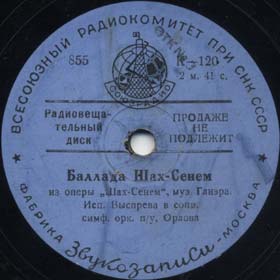 ВСЕСОЮЗНЫЙ РАДИОКОМИТЕТ ПРИ СНК СССР
855
К-120
2 м. 41 с.
Радиовеща-
тельный
диск
ПРОДАЖЕ
НЕ
ПОДЛЕЖИТ
Баллада Шах-Сенем
из оперы „Шах-Сенем", муз. Глиэра.
Исп. Выспрева в сопр.
симф. орк. п/у. Орлова
ФАБРИКА Звукозаписи - МОСКВА